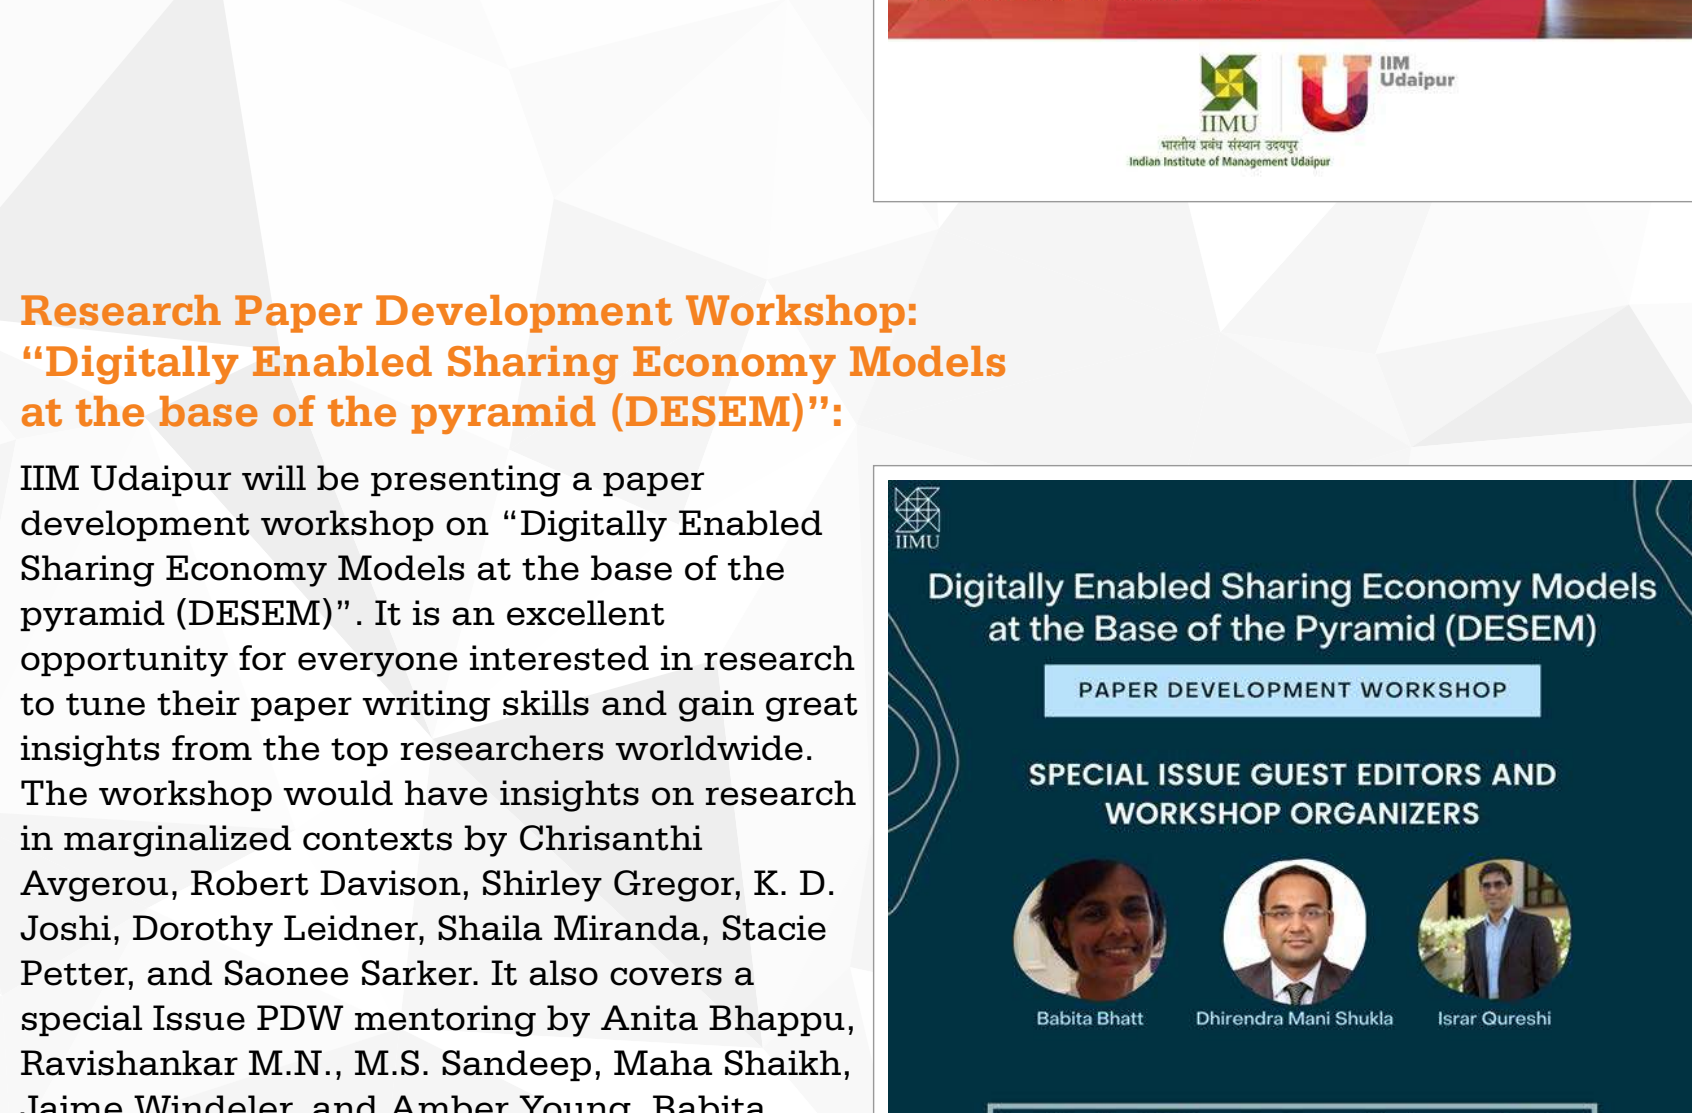 IIM
Udaipur
IIMU
भारतीय प्रबंध संस्थान उदयपुर
Indian Institute of Management Udaipur
Research Paper Development Workshop:
“Digitally Enabled Sharing Economy Models
at the base of the pyramid (DESEM)”:
IIM Udaipur will be presenting a paper
development workshop on “Digitally Enabled
Sharing Economy Models at the base of the
pyramid (DESEM)”. It is an excellent
opportunity for everyone interested in research
to tune their paper writing skills and gain great
insights from the top researchers worldwide.
The workshop would have insights on research
in marginalized contexts by Chrisanthi
Avgerou, Robert Davison, Shirley Gregor, K. D.
Joshi, Dorothy Leidner, Shaila Miranda, Stacie
Petter, and Saonee Sarker. It also covers a
special Issue PDW mentoring by Anita Bhappu,
Ravishankar M.N., M.S. Sandeep, Maha Shaikh,
Jaime Windeler, and Amber Young, Babita
IIMU
Digitally Enabled Sharing Economy Models
at the Base of the Pyramid (DESEM)
PAPER DEVELOPMENT WORKSHOP
SPECIAL ISSUE GUEST EDITORS AND
WORKSHOP ORGANIZERS
Babita Bhatt
Dhirendra Mani Shukla
Israr Qureshi